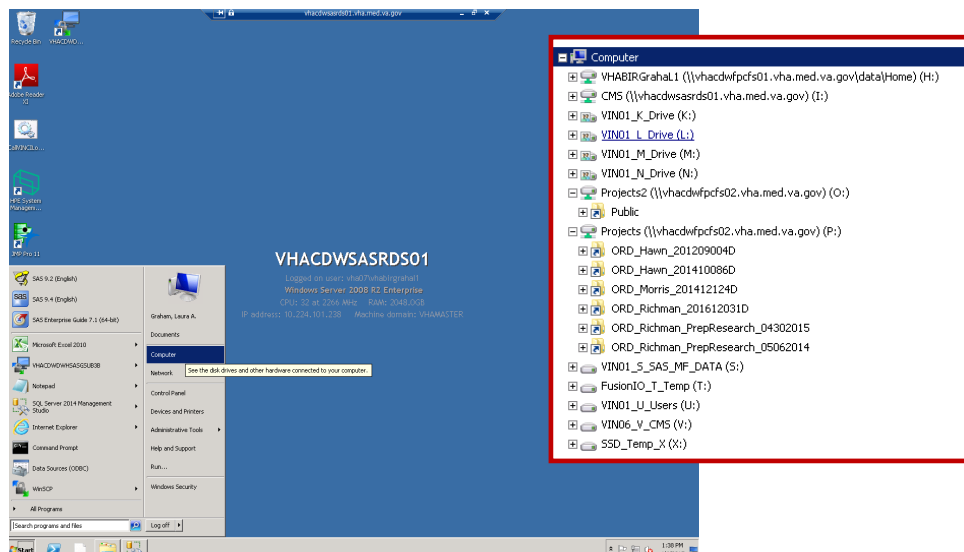 vhacdwsasrds01.vha.med.va.gov
Recycle Bin
VHACDWD...
Adobe Reader
XI
CallVINCILo...
HPE System
Managem...
JMP Pro 11
VHACDWSASRDS01
Logged on user: vha07\vhabirgrahal1
Windows Server 2008 R2 Enterprise
CPU: 32 at 2266 MHz RAM: 2048.0GB
IP address: 10.224.101.238 Machine domain: VHAMASTER
SAS 9.2 (English)
SAS 9.4 (English)
SAS Enterprise Guide 7.1 (64-bit)
Microsoft Excel 2010
VHACDWDWHSASGSUB3B
Notepad
SQL Server 2014 Management
Studio
Internet Explorer
Command Prompt
Data Sources (ODBC)
WinSCP
All Programs
Search programs and files
Graham, Laura A.
Documents
Computer
Network
See the disk drives and other hardware connected to your computer.
Control Panel
Devices and Printers
Administrative Tools
Help and Support
Run...
Windows Security
Log off
Start
1:38 PM
Computer
VHABIRGrahaL1 (\\vhacdwfpcfs01.vha.med.va.gov\data\Home) (H:)
CMS (\\vhacdwsasrds01.vha.med.va.gov) (I:)
VIN01_K_Drive (K:)
VIN01_L_Drive (L:)
VIN01_M_Drive (M:)
VIN01_N_Drive (N:)
Projects2 (\\vhacdwfpcfs02.vha.med.va.gov) (O:)
Public
Projects (\\vhacdwfpcfs02.vha.med.va.gov) (P:)
ORD_Hawn_201209004D
ORD_Hawn_201410086D
ORD_Morris_201412124D
ORD_Richman_201612031D
ORD_Richman_PrepResearch_04302015
ORD_Richman_PrepResearch_05062014
VIN01_S_SAS_MF_DATA (S:)
FusionIO_T_Temp (T:)
VIN01_U_Users (U:)
VIN06_V_CMS (V:)
SSD_Temp_X (X:)